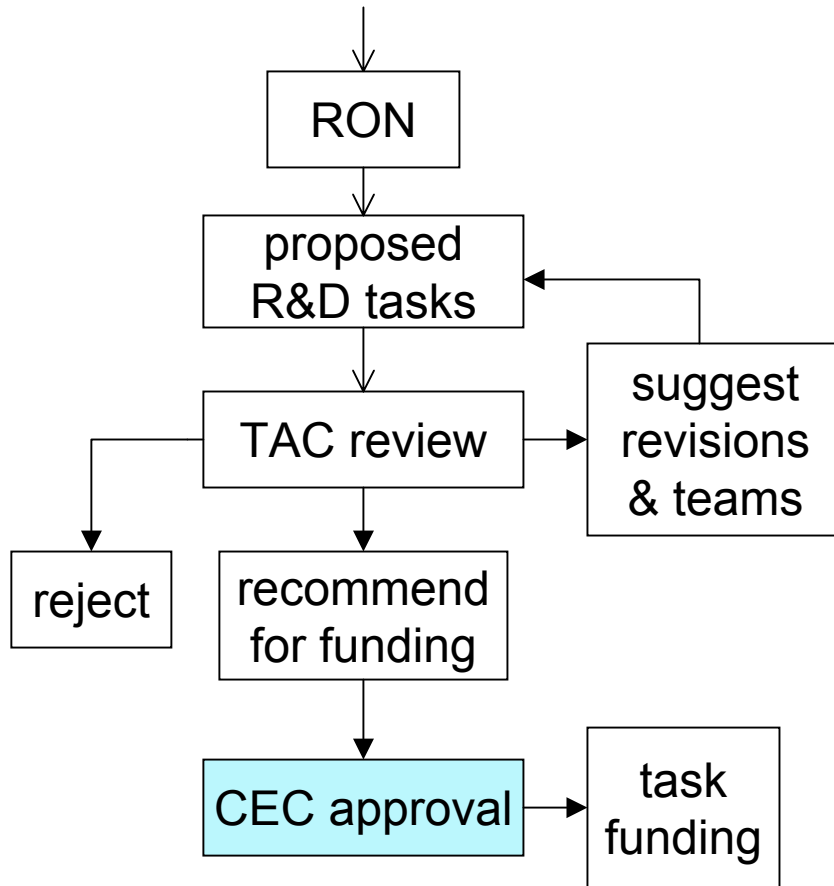 RON
proposed
R&D tasks
suggest
revisions
& teams
TAC review
reject
recommend
for funding
CEC approval
task
funding